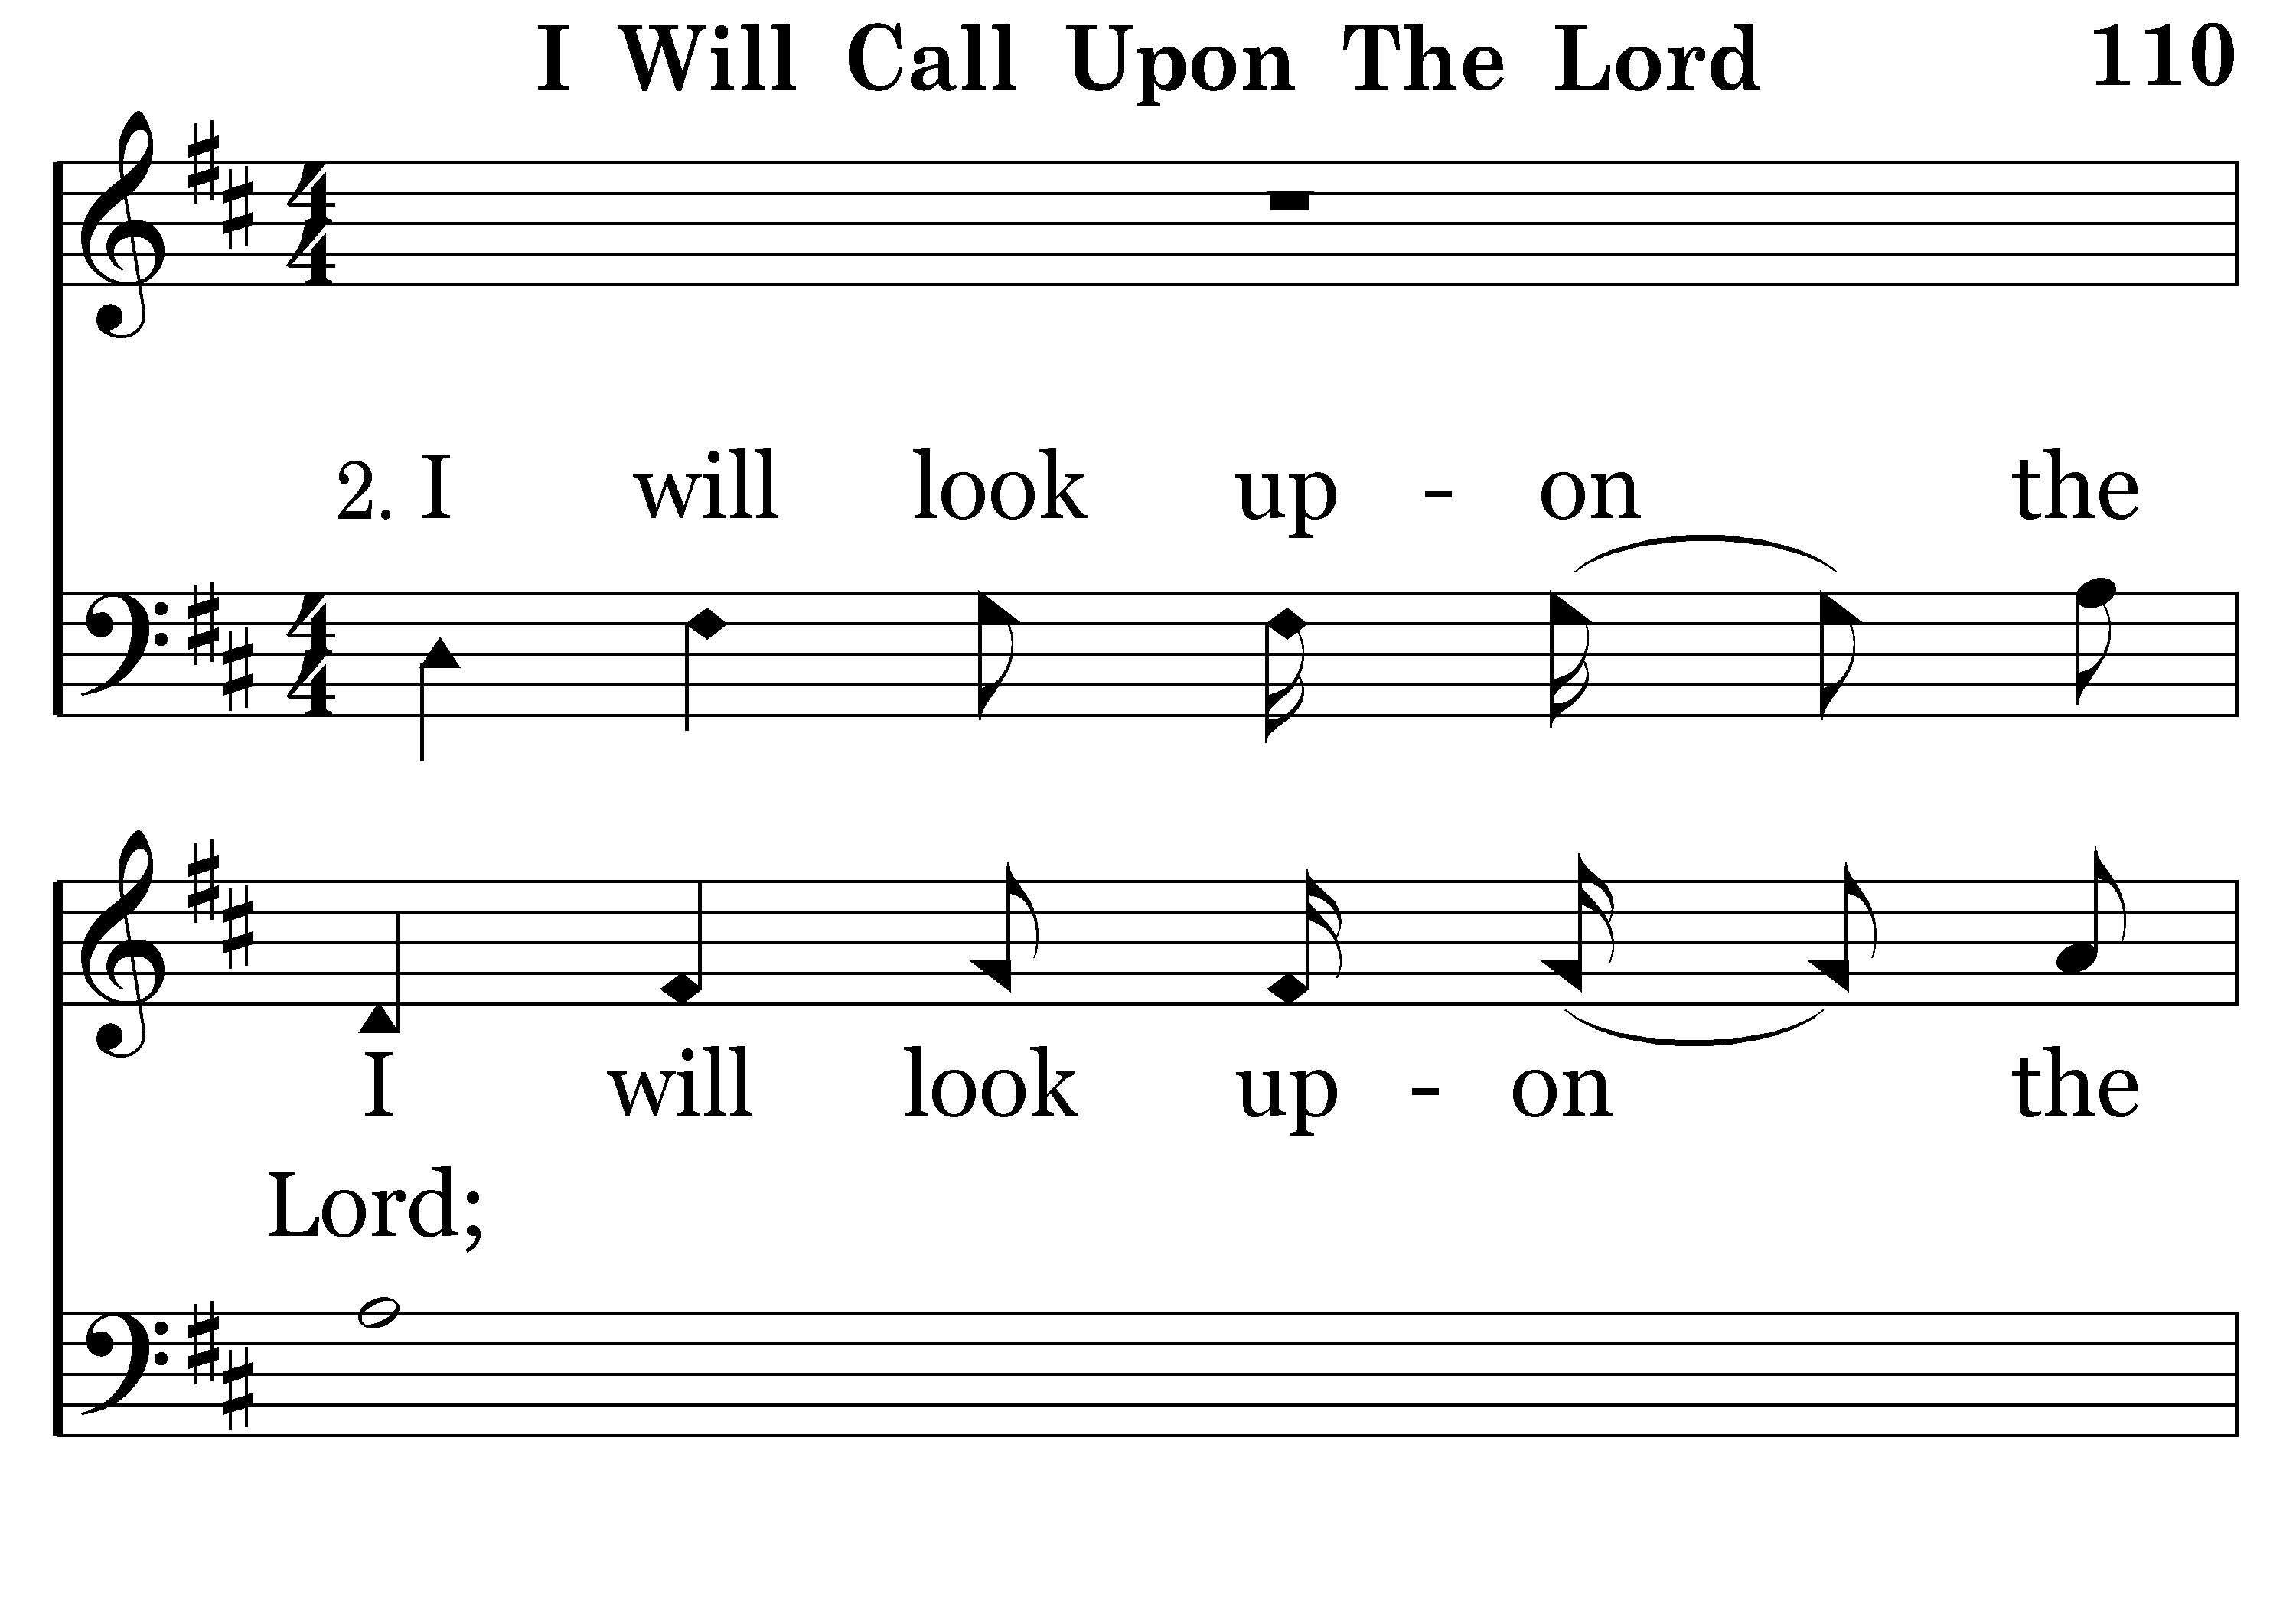 I Will Call Upon The Lord 110
2. I will look up - on the
I will look up - on the
Lord;